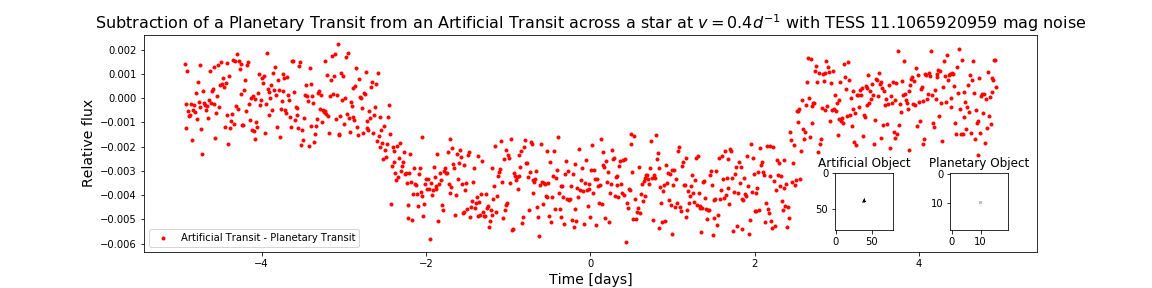 Subtraction of a Planetary Transit from an Artificial Transit across a star at v = 0.4d⁻¹ with TESS 11.1065920959 mag noise
Relative flux
0.002
0.001
0.000
−0.001
−0.002
−0.003
−0.004
−0.005
−0.006
Artificial Transit - Planetary Transit
Artificial Object
0
50
0 50
Planetary Object
0
10
0 10
−4 −2 0 2 4
Time [days]